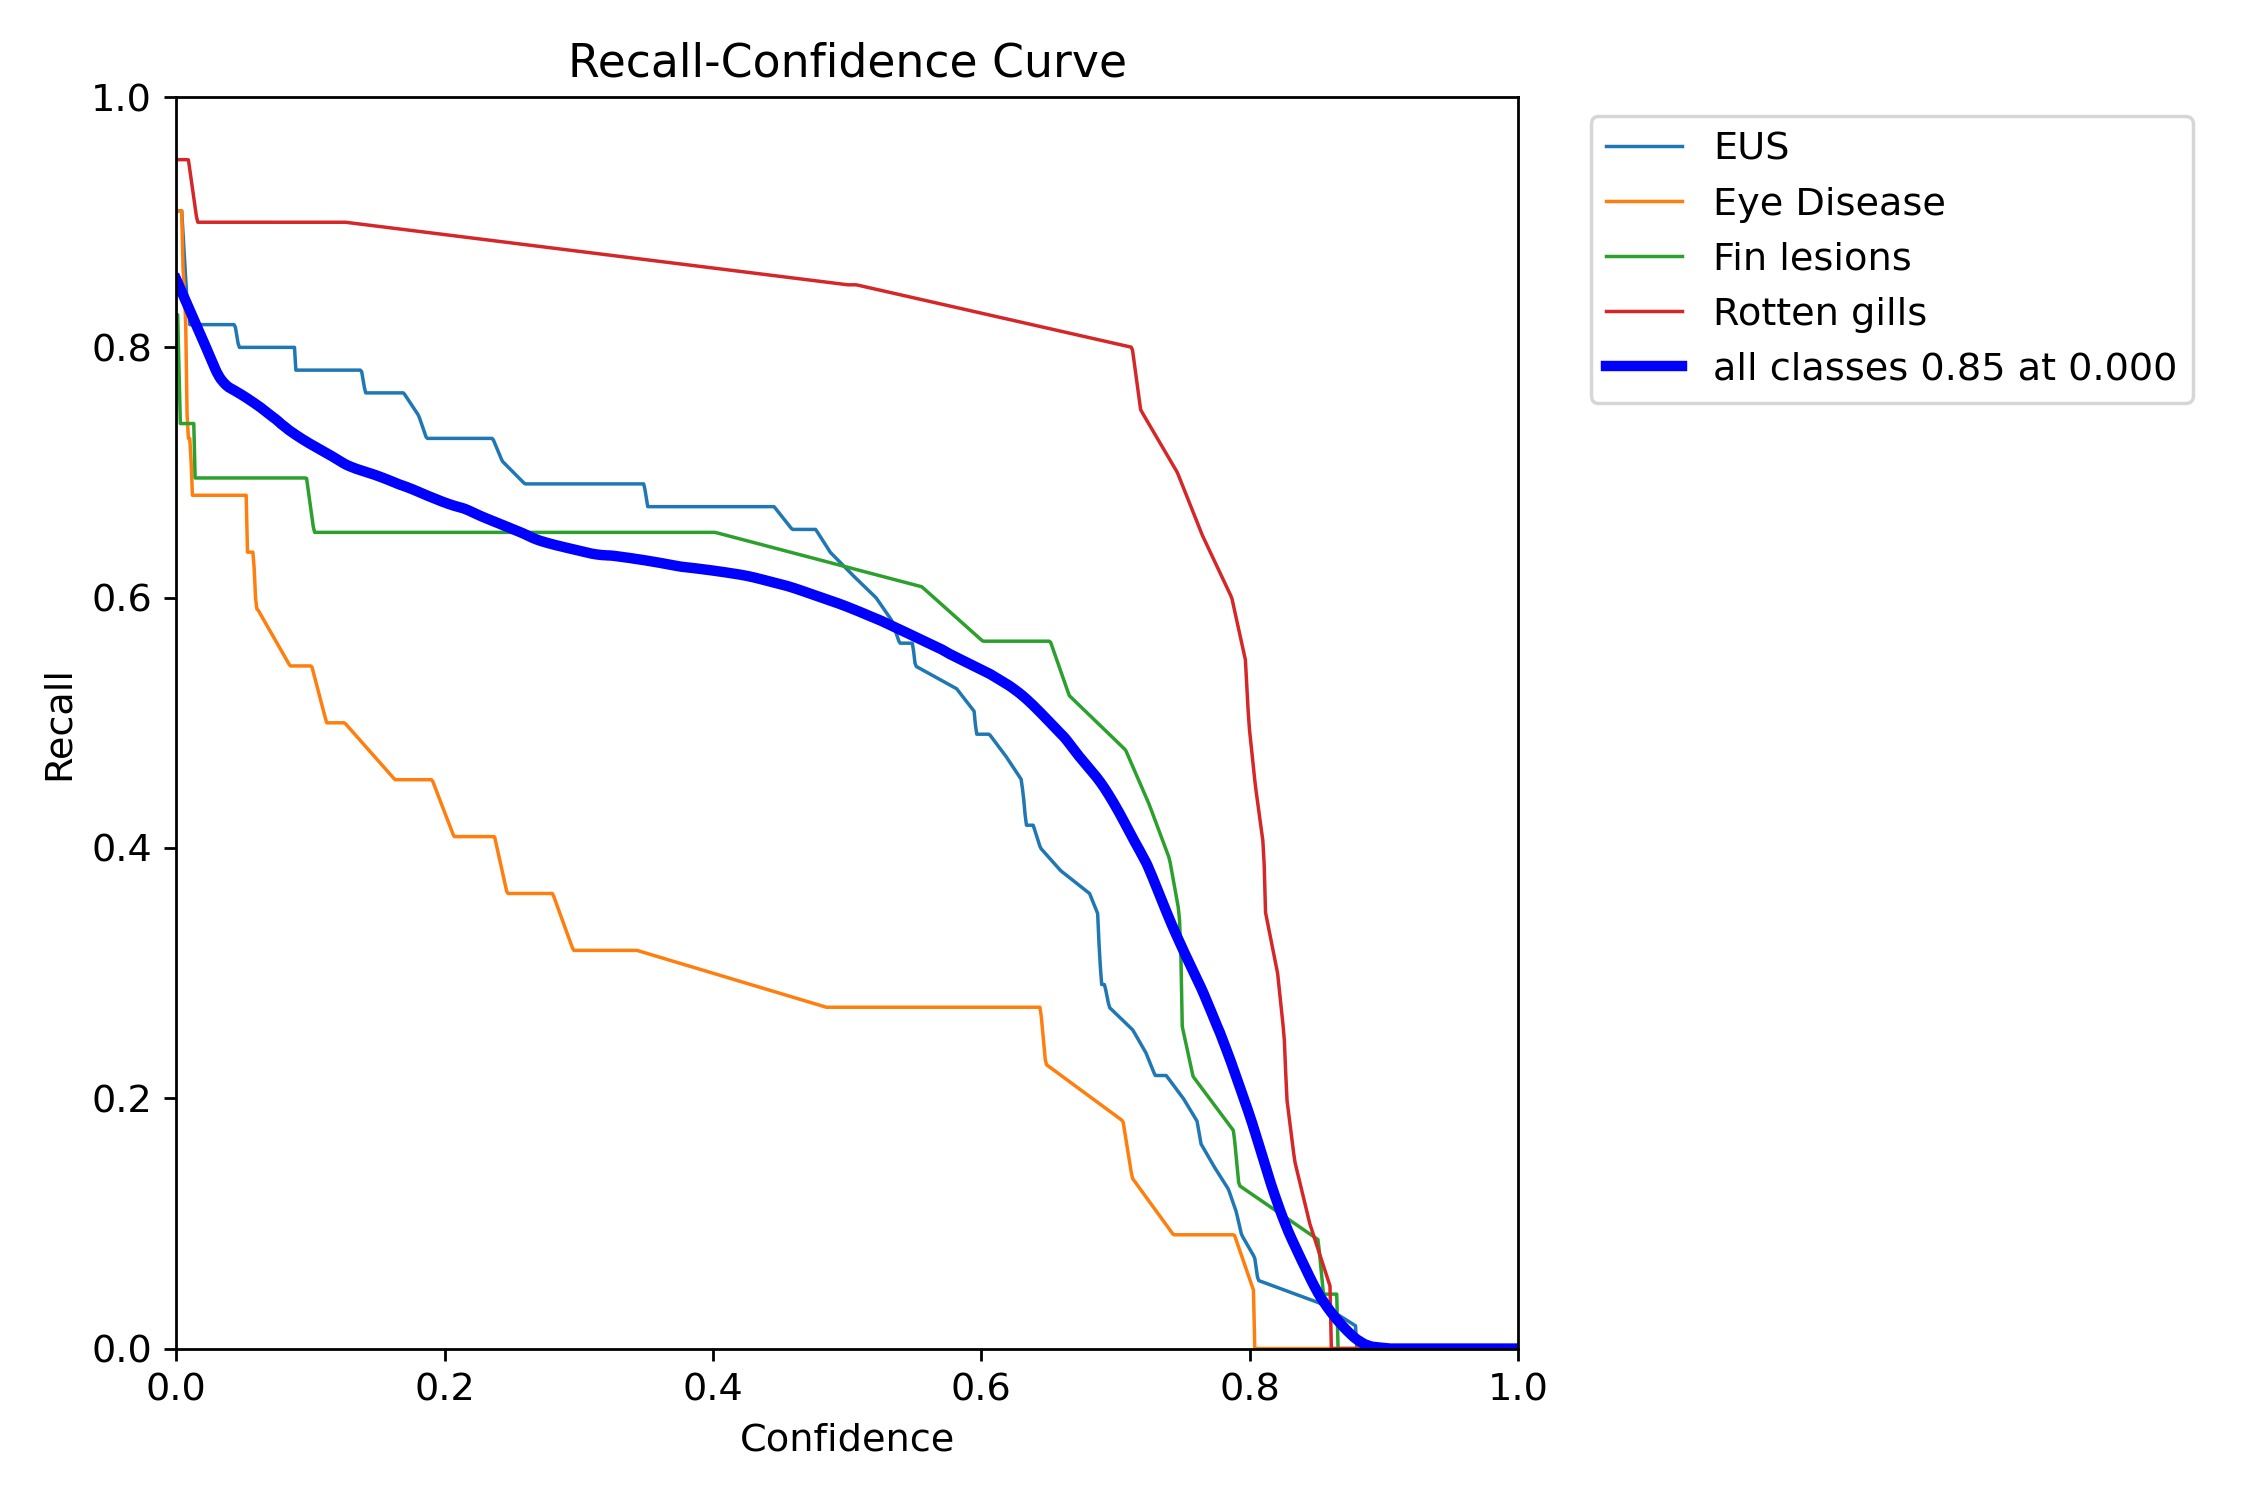 Recall-Confidence Curve
1.0
0.8
0.6
0.4
0.2
0.0
Recall
0.0 0.2 0.4 0.6 0.8 1.0
Confidence
EUS
Eye Disease
Fin lesions
Rotten gills
all classes 0.85 at 0.000